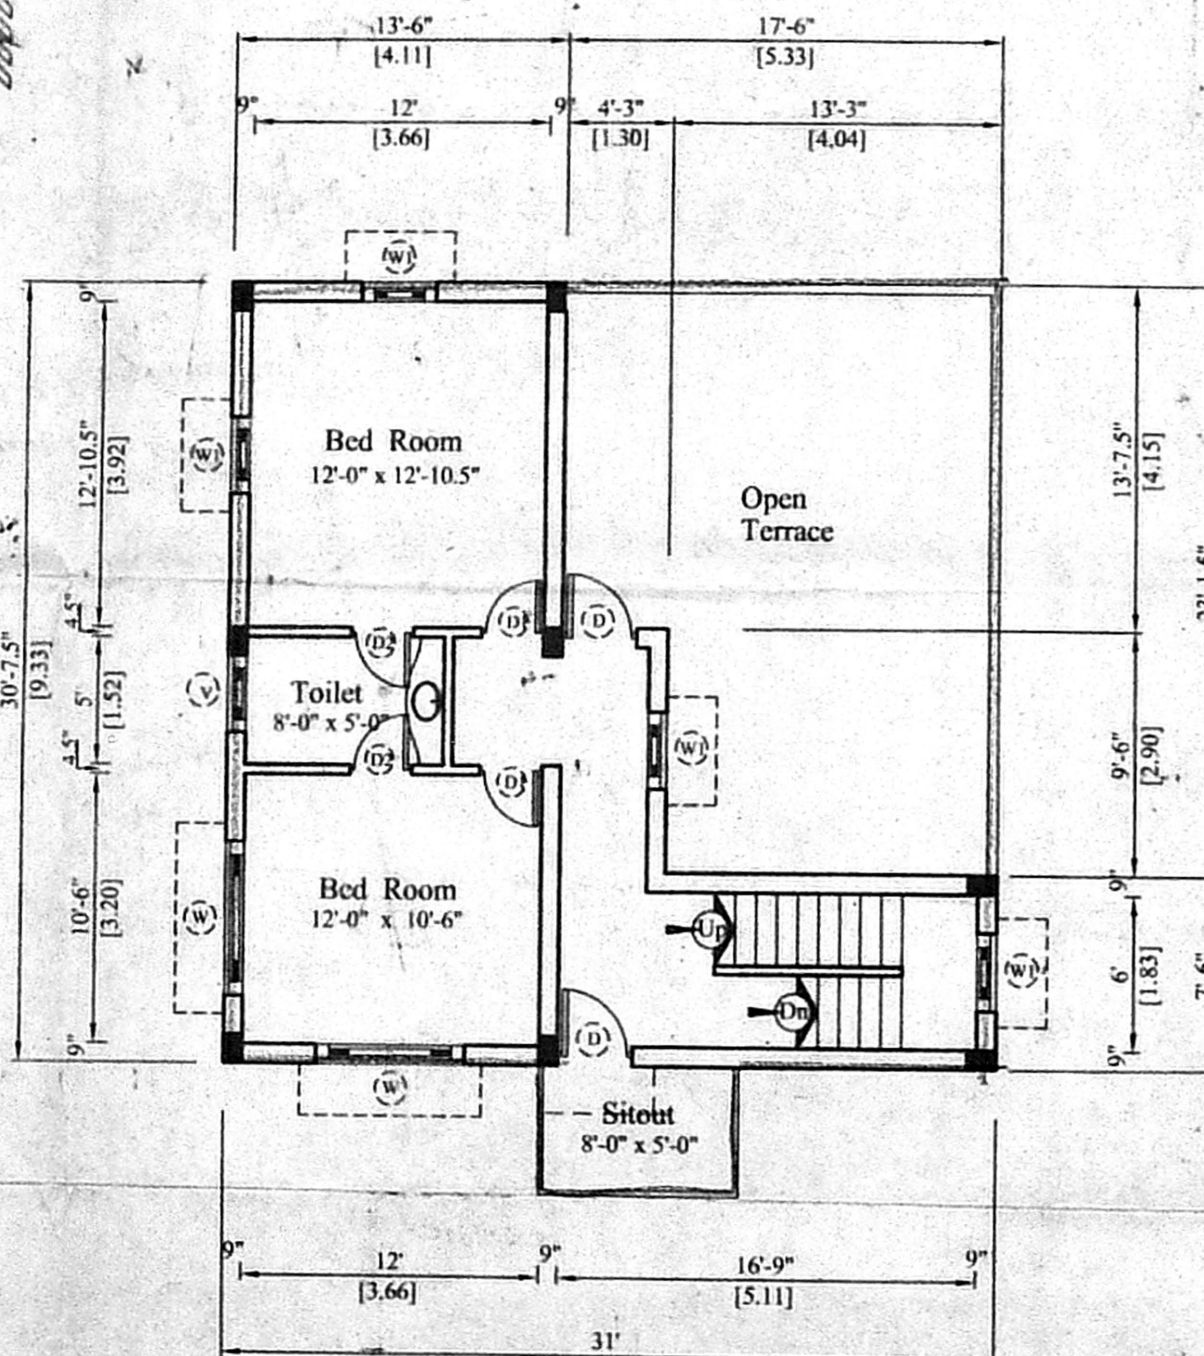 13'-6"
[4.11]
17'-6"
[5.33]
9"
12'
[3.66]
9"
4'-3"
[1.30]
13'-3"
[4.04]
W1
9"
12'-10.5"
[3.92]
W1
Bed Room
12'-0" x 12'-10.5"
Open
Terrace
13'-7.5"
[4.15]
4.5"
D
D
D2
30'-7.5"
[9.33]
5'
[1.52]
V
Toilet
8'-0" x 5'-0"
W1
9'-6"
[2.90]
4.5"
D2
D
10'-6"
[3.20]
W
Bed Room
12'-0" x 10'-6"
9"
Up
6'
[1.83]
W1
7'-6"
Dn
9"
D
9"
W
Sitout
8'-0" x 5'-0"
9"
12'
[3.66]
9"
16'-9"
[5.11]
9"
31'